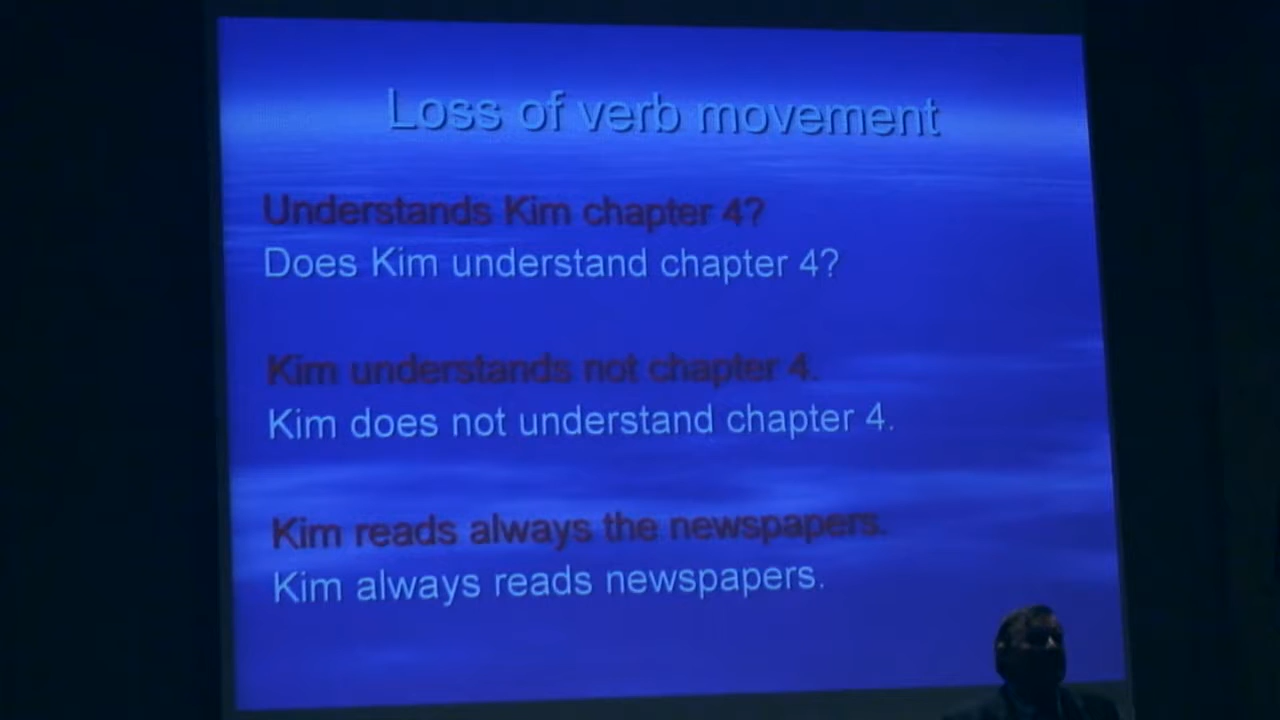 Loss of verb movement
Understands Kim chapter 4?
Does Kim understand chapter 4?
Kim understands not chapter 4.
Kim does not understand chapter 4.
Kim reads always the newspapers.
Kim always reads newspapers.